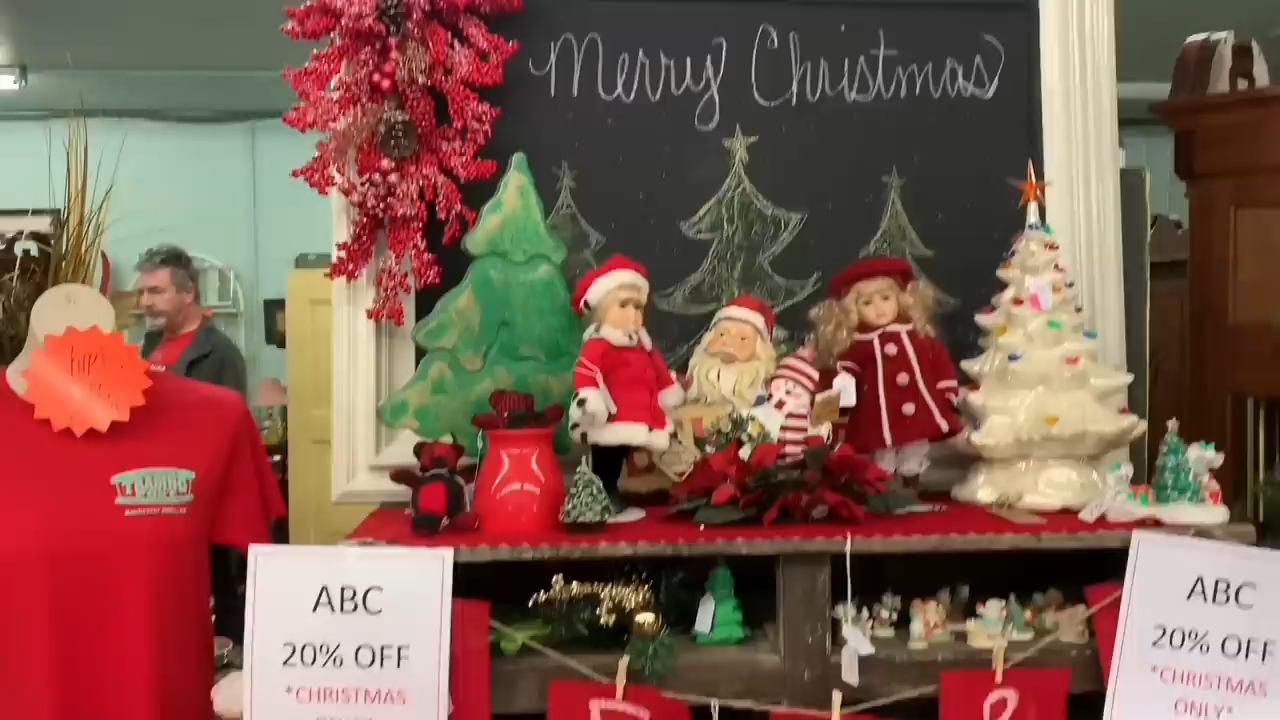 Merry Christmas
ABC
20% OFF
*CHRISTMAS
ABC
20% OFF
*CHRISTMAS
ONLY*